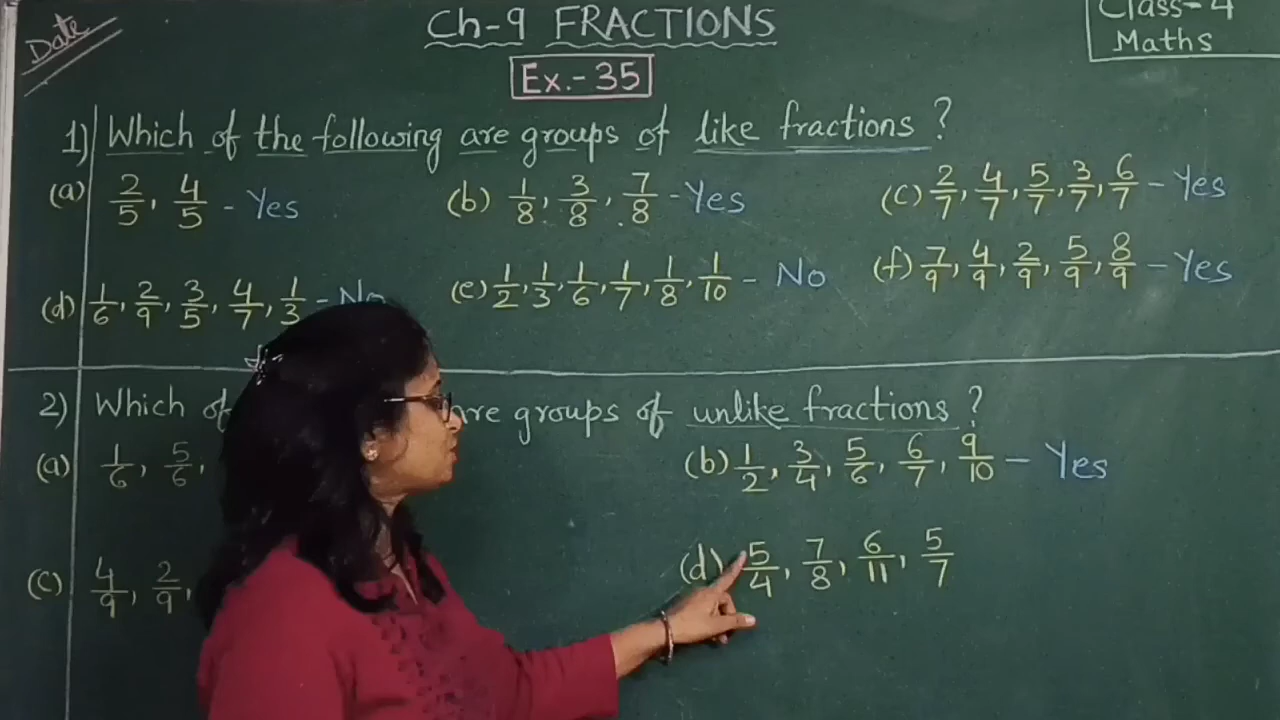 Date
Ch-9 FRACTIONS
Class-4
Maths
Ex.-35
1) Which of the following are groups of like fractions?
(a) 2/5, 4/5 - Yes
(b) 1/8, 3/8, 7/8 - Yes
(c) 2/7, 4/7, 5/7, 3/7, 6/7 - Yes
(d) 1/6, 2/9, 3/5, 4/7, 1/3 - No
(e) 1/2, 1/3, 1/6, 1/7, 1/8, 1/10 - No
(f) 7/9, 4/9, 2/9, 5/9, 8/9 - Yes
2) Which of are groups of unlike fractions?
(a) 1/6, 5/6,
(b) 1/2, 3/4, 5/6, 6/7, 9/10 - Yes
(c) 4/9, 2/9,
(d) 5/4, 7/8, 6/11, 5/7